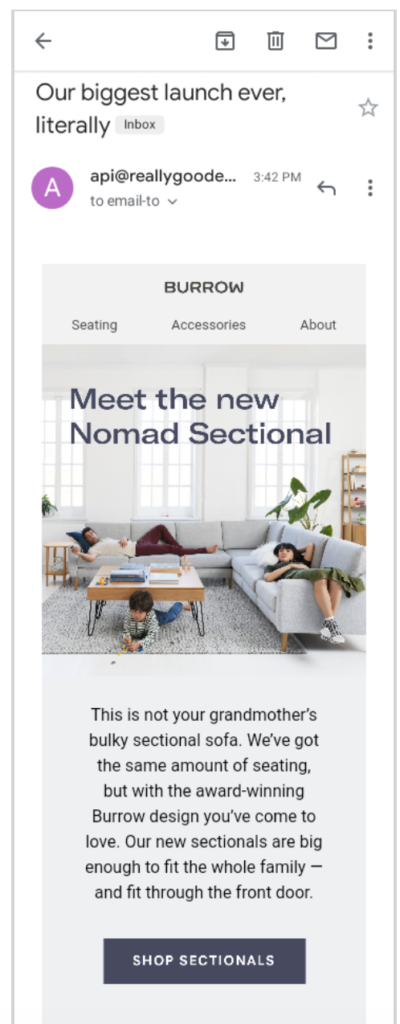 Our biggest launch ever,
literally Inbox
A
api@reallygoode... 3:42 PM
to email-to
BURROW
Seating Accessories About
Meet the new
Nomad Sectional
This is not your grandmother's
bulky sectional sofa. We've got
the same amount of seating,
but with the award-winning
Burrow design you've come to
love. Our new sectionals are big
enough to fit the whole family —
and fit through the front door.
SHOP SECTIONALS